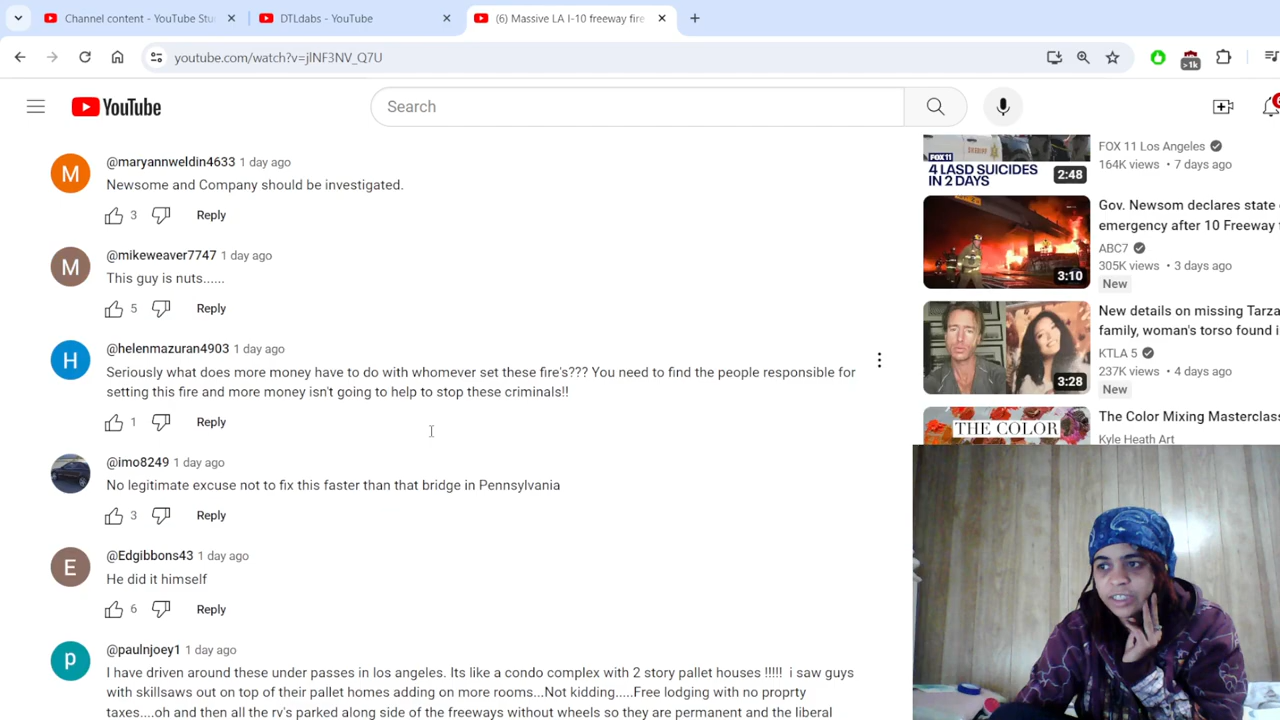 Channel content - YouTube Stu
DTLdabs - YouTube
(6) Massive LA I-10 freeway fire
youtube.com/watch?v=jlNF3NV_Q7U
>1k
YouTube
Search
@maryannweldin4633 1 day ago
Newsome and Company should be investigated.
3 Reply
@mikeweaver7747 1 day ago
This guy is nuts......
5 Reply
@helenmazuran4903 1 day ago
Seriously what does more money have to do with whomever set these fire's??? You need to find the people responsible for
setting this fire and more money isn't going to help to stop these criminals!!
1 Reply
@imo8249 1 day ago
No legitimate excuse not to fix this faster than that bridge in Pennsylvania
3 Reply
@Edgibbons43 1 day ago
He did it himself
6 Reply
@paulnjoey1 1 day ago
I have driven around these under passes in los angeles. Its like a condo complex with 2 story pallet houses !!!!! i saw guys
with skillsaws out on top of their pallet homes adding on more rooms...Not kidding.....Free lodging with no proprty
taxes....oh and then all the rv's parked along side of the freeways without wheels so they are permanent and the liberal
FOX 11
4 LASD SUICIDES
IN 2 DAYS
2:48
FOX 11 Los Angeles
164K views • 7 days ago
3:10
Gov. Newsom declares state
emergency after 10 Freeway
ABC7
305K views • 3 days ago
New
3:28
New details on missing Tarza
family, woman's torso found i
KTLA 5
237K views • 4 days ago
New
THE COLOR
The Color Mixing Masterclass
Kyle Heath Art